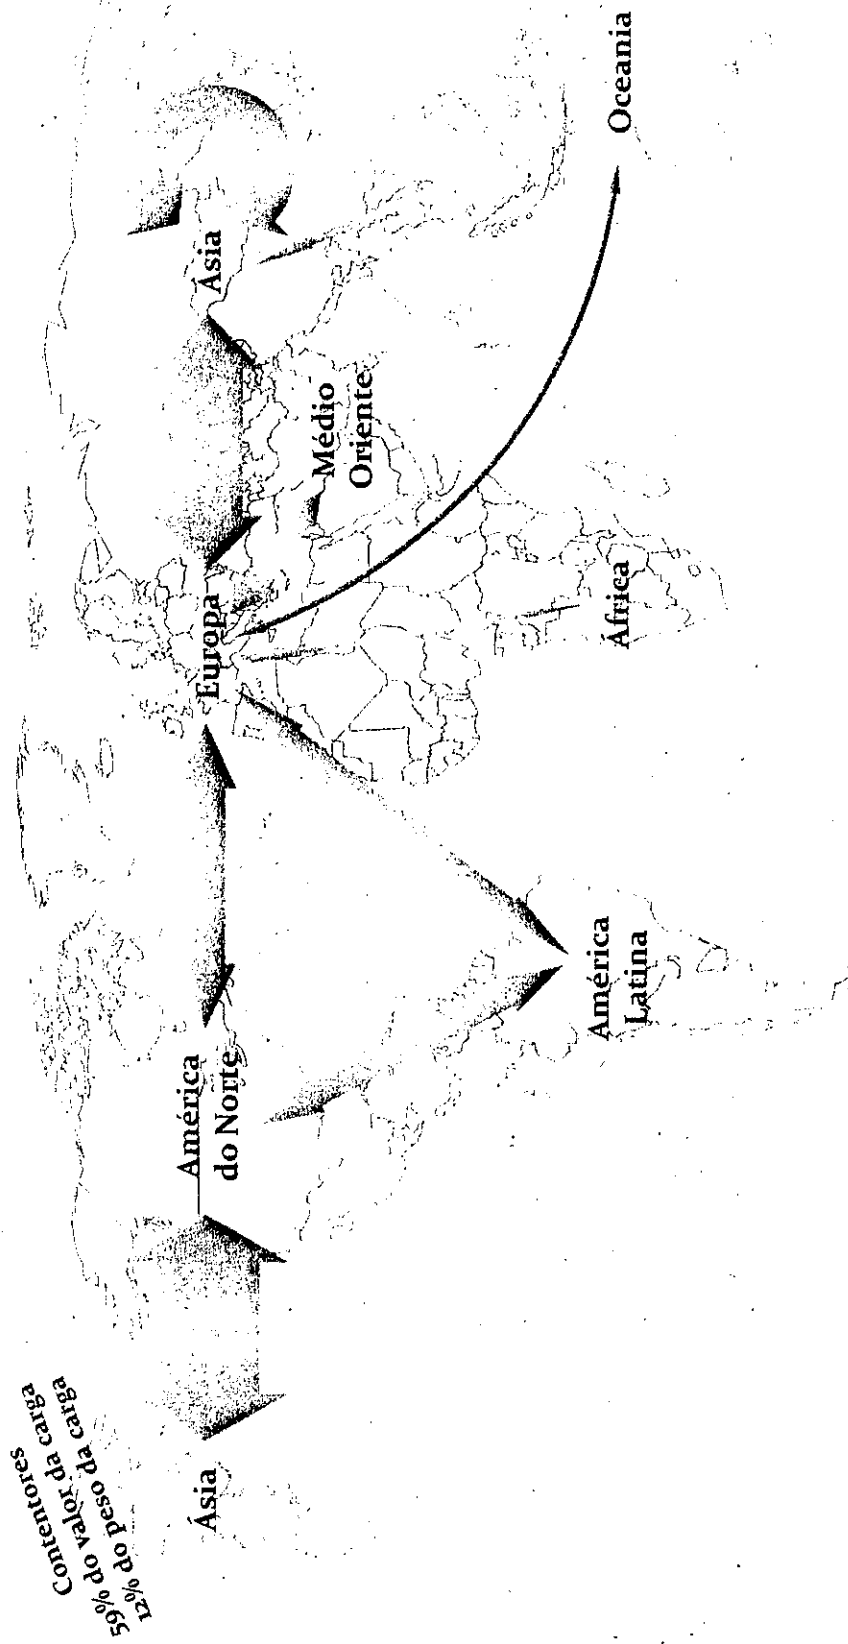 Contentores
59% do valor da carga
12% do peso da carga
Ásia
América
do Norte
Europa
Ásia
Médio
Oriente
América
Latina
África
Oceania